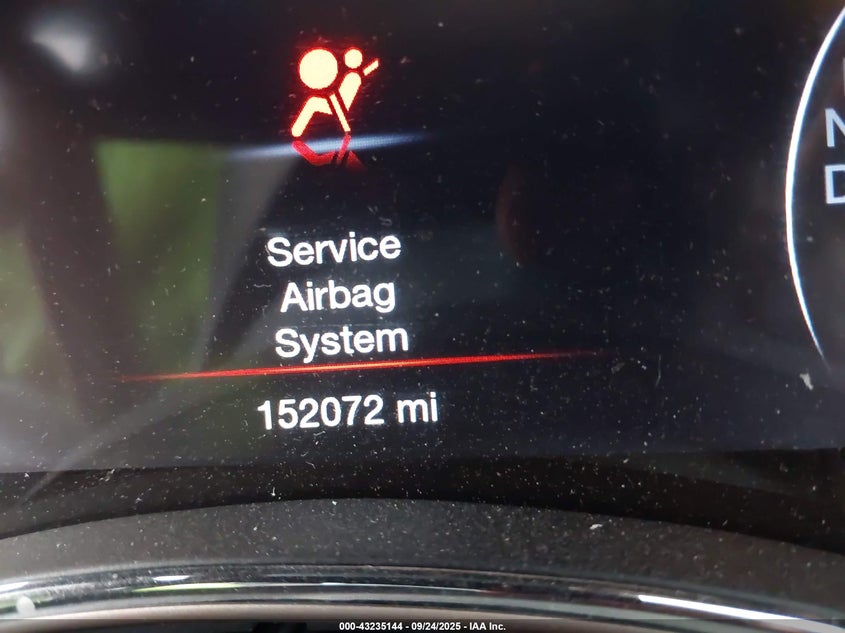 N
D
Service
Airbag
System
152072 mi
000-43235144 - 09/24/2025 - IAA Inc.